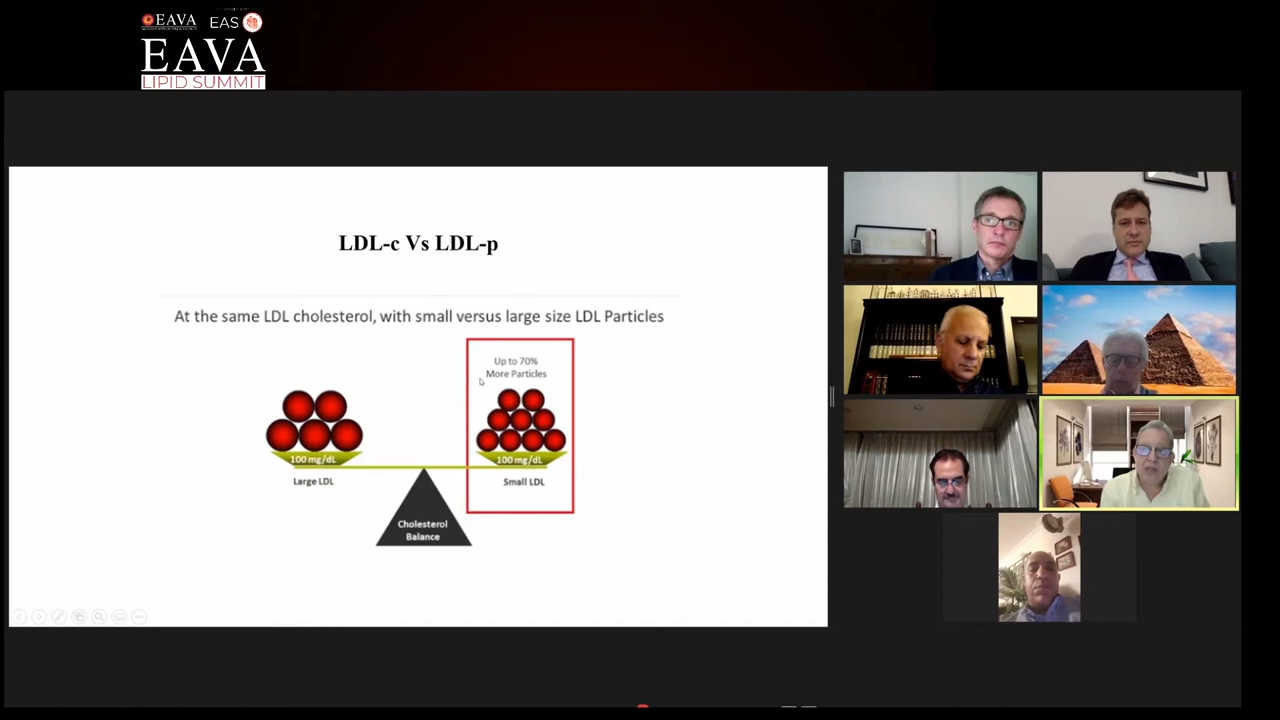 EAVA
EAS
EAVA
LIPID SUMMIT
LDL-c Vs LDL-p
At the same LDL cholesterol, with small versus large size LDL Particles
Up to 70%
More Particles
100 mg/dL
100 mg/dL
Large LDL
Small LDL
Cholesterol
Balance